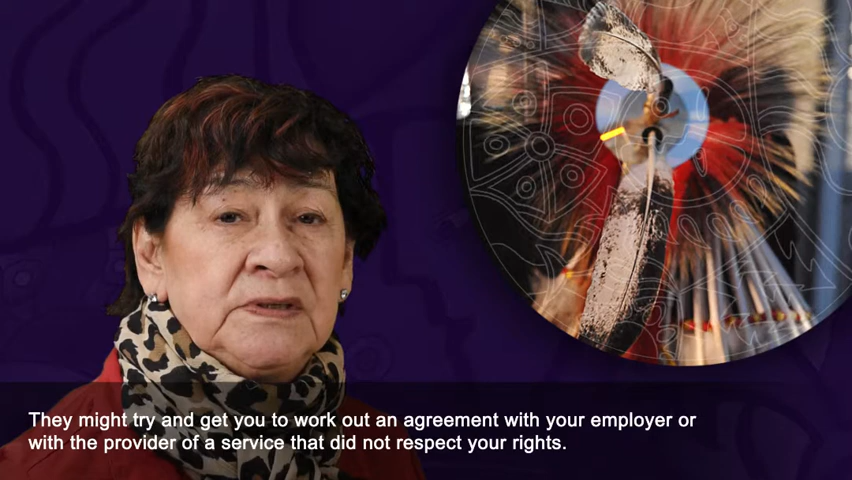 They might try and get you to work out an agreement with your employer or
with the provider of a service that did not respect your rights.